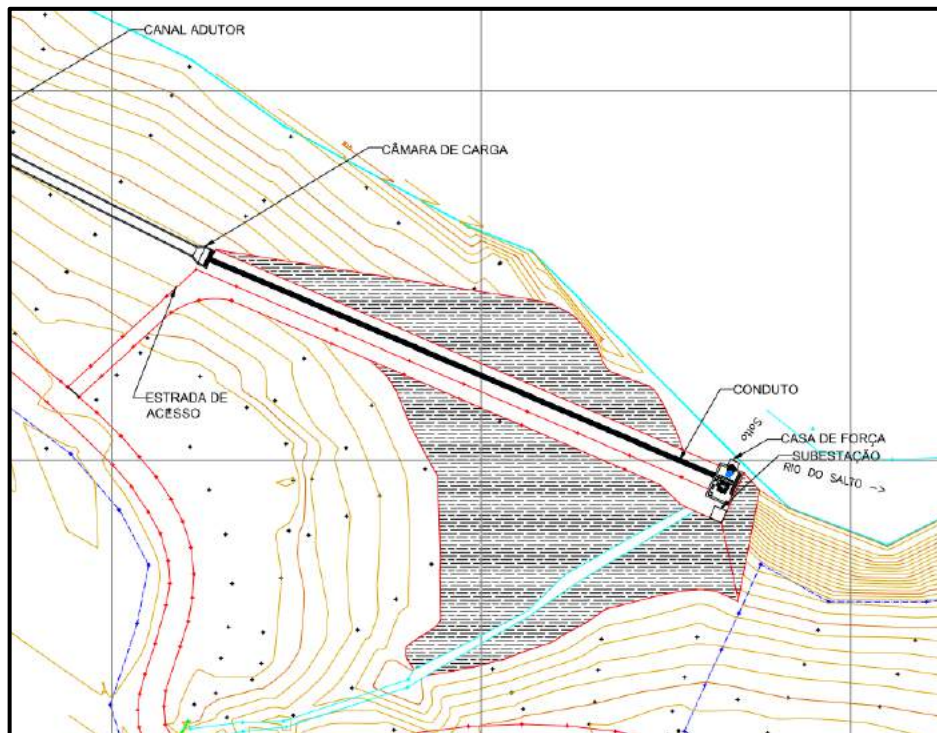 CANAL ADUTOR
CÂMARA DE CARGA
ESTRADA DE
ACESSO
CONDUTO
Salto
CASA DE FORÇA
SUBESTAÇÃO
RIO DO SALTO ->